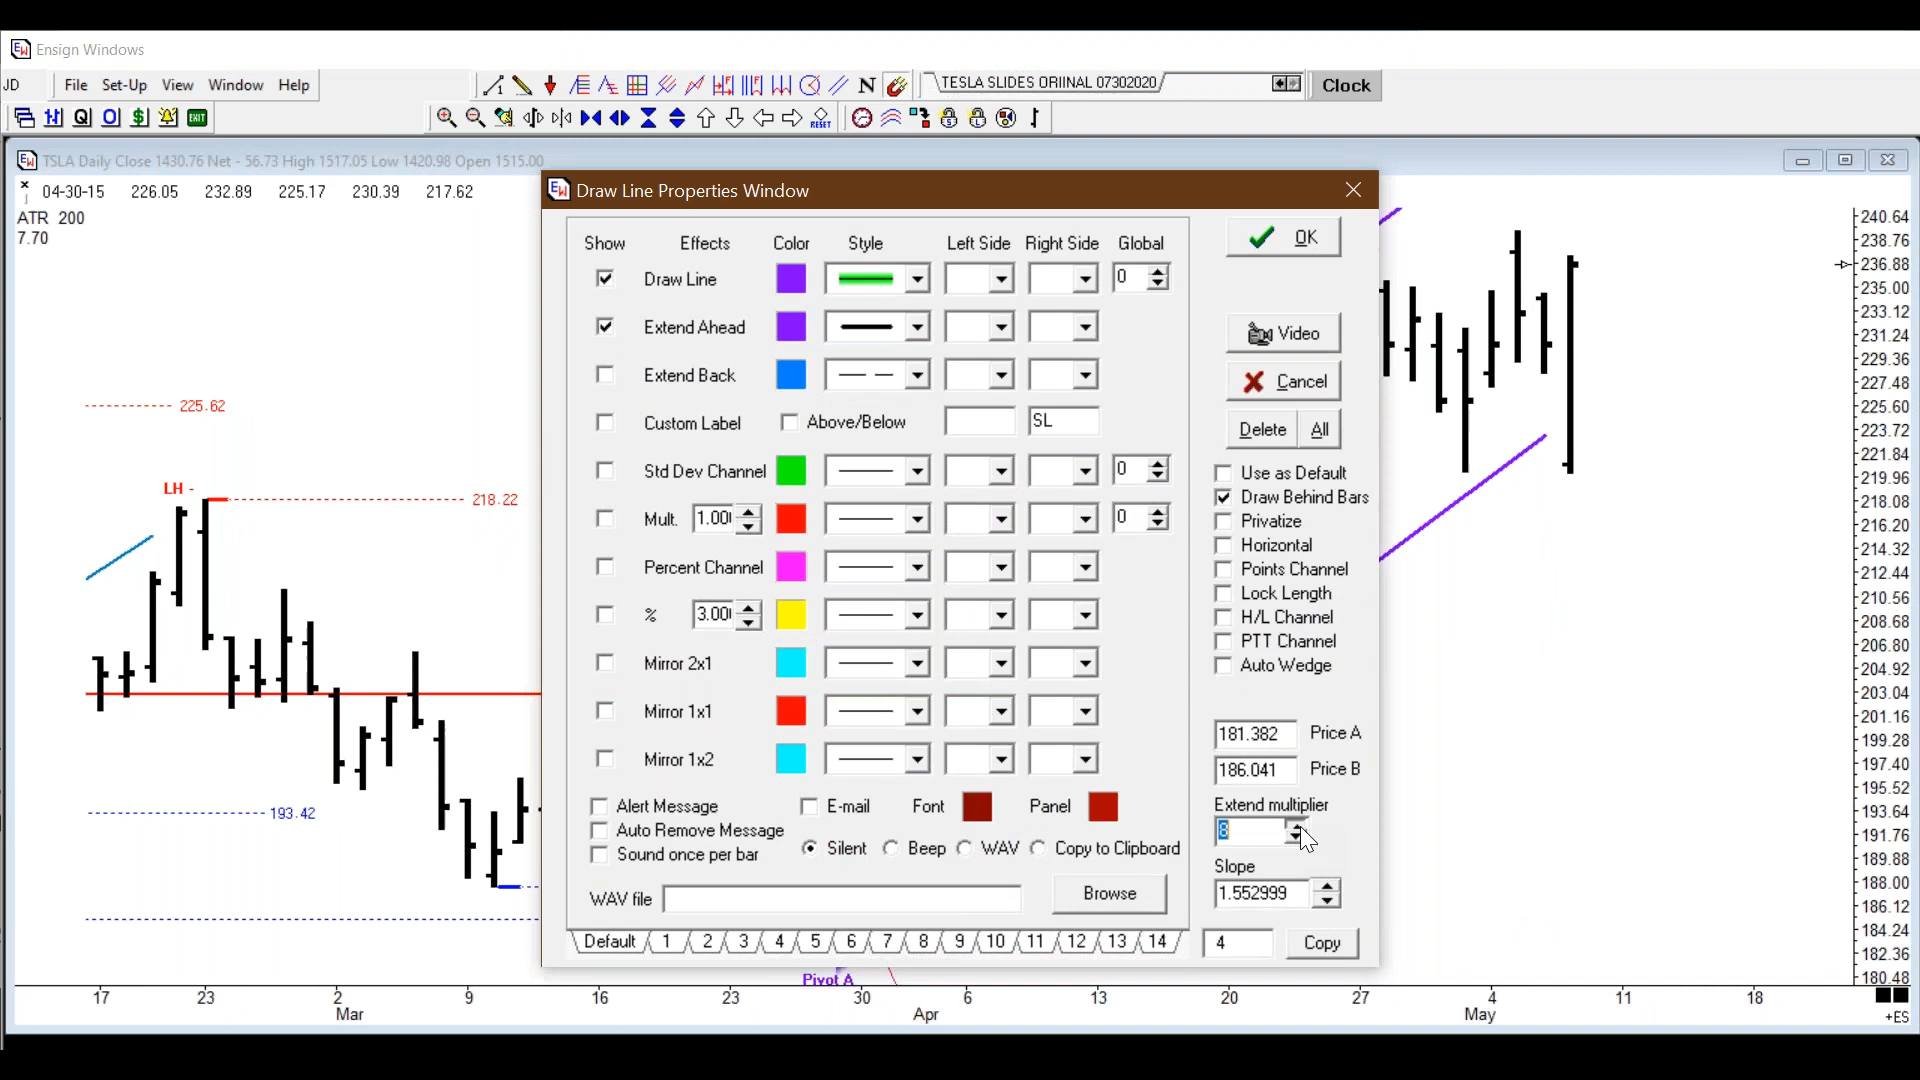 Ensign Windows
JD File Set-Up View Window Help TESLA SLIDES ORIINAL 07302020 Clock
EXIT RESET
TSLA Daily Close 1430.76 Net - 56.73 High 1517.05 Low 1420.98 Open 1515.00
× 04-30-15 226.05 232.89 225.17 230.39 217.62
ATR 200
7.70
225.62
LH -
218.22
193.42
Pivot A
Draw Line Properties Window
Show Effects Color Style Left Side Right Side Global
Draw Line 0
Extend Ahead
Extend Back
Custom Label Above/Below SL
Std Dev Channel 0
Mult. 1.00 0
Percent Channel
% 3.00
Mirror 2x1
Mirror 1x1
Mirror 1x2
Alert Message E-mail Font Panel
Auto Remove Message
Sound once per bar Silent Beep WAV Copy to Clipboard
WAV file Browse
Default 1 2 3 4 5 6 7 8 9 10 11 12 13 14
OK
Video
Cancel
Delete All
Use as Default
Draw Behind Bars
Privatize
Horizontal
Points Channel
Lock Length
H/L Channel
PTT Channel
Auto Wedge
181.382 Price A
186.041 Price B
Extend multiplier
8
Slope
1.552999
4 Copy
240.64
238.76
236.88
235.00
233.12
231.24
229.36
227.48
225.60
223.72
221.84
219.96
218.08
216.20
214.32
212.44
210.56
208.68
206.80
204.92
203.04
201.16
199.28
197.40
195.52
193.64
191.76
189.88
188.00
186.12
184.24
182.36
180.48
17 23 2 9 16 23 30 6 13 20 27 4 11 18
Mar Apr May
+ES